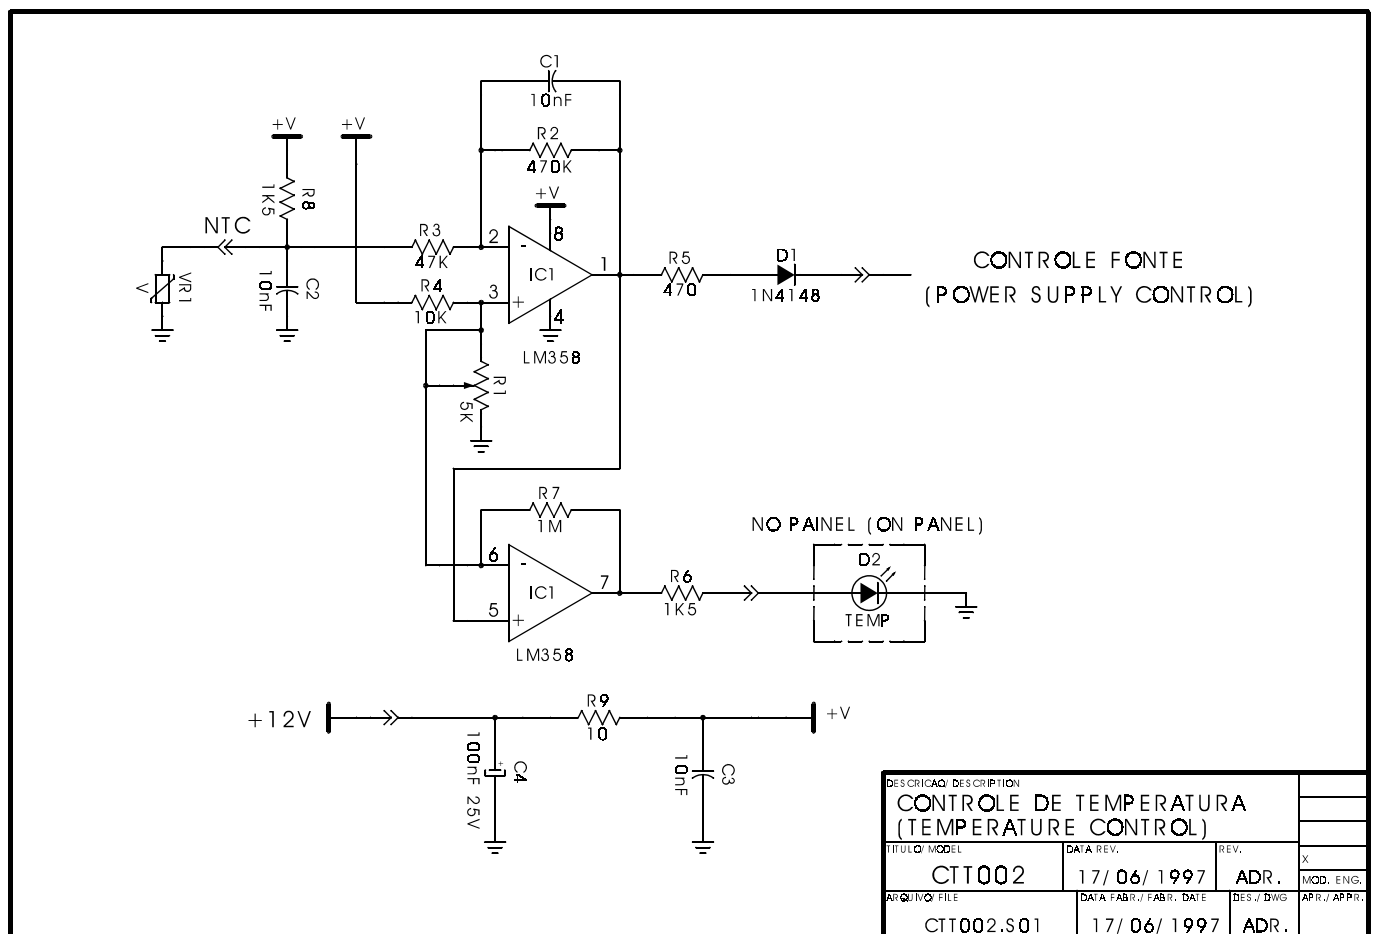 C1
10nF
R2
470K
+V
+V
+V
R8
1K5
NTC
VR1
V
C2
10nF
R3
47K
R4
10K
2
-
8
IC1
1
3
+
4
LM358
R5
470
D1
1N4148
CONTROLE FONTE
(POWER SUPPLY CONTROL)
R1
5K
R7
1M
6
-
IC1
7
5
+
LM358
R6
1K5
NO PAINEL (ON PANEL)
D2
TEMP
+12V
R9
10
+V
+
C4
100nF 25V
C3
10nF
DESCRICAO/DESCRIPTION
CONTROLE DE TEMPERATURA
(TEMPERATURE CONTROL)
TITULO/MODEL
CTT002
DATA REV.
17/06/1997
REV.
ADR.
X
MOD. ENG.
ARQUIVO/FILE
CTT002.S01
DATA FABR./FABR. DATE
17/06/1997
DES./DWG
ADR.
APR./APPR.